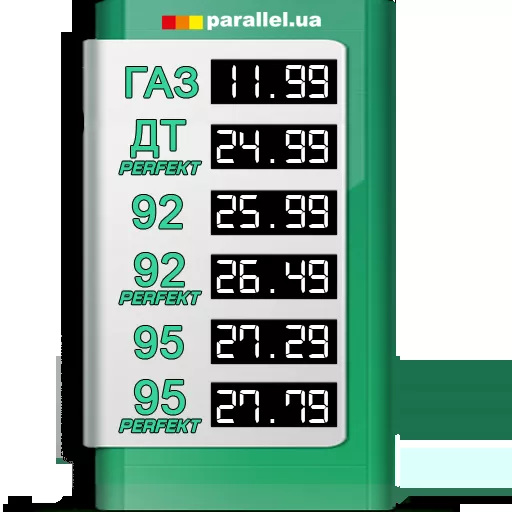 parallel.ua
ГАЗ 11.99
ДТ PERFEKT 24.99
92 25.99
92 PERFEKT 26.49
95 27.29
95 PERFEKT 27.79